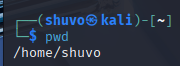 ┌──(shuvo㉿kali)-[~]
└─$ pwd
/home/shuvo